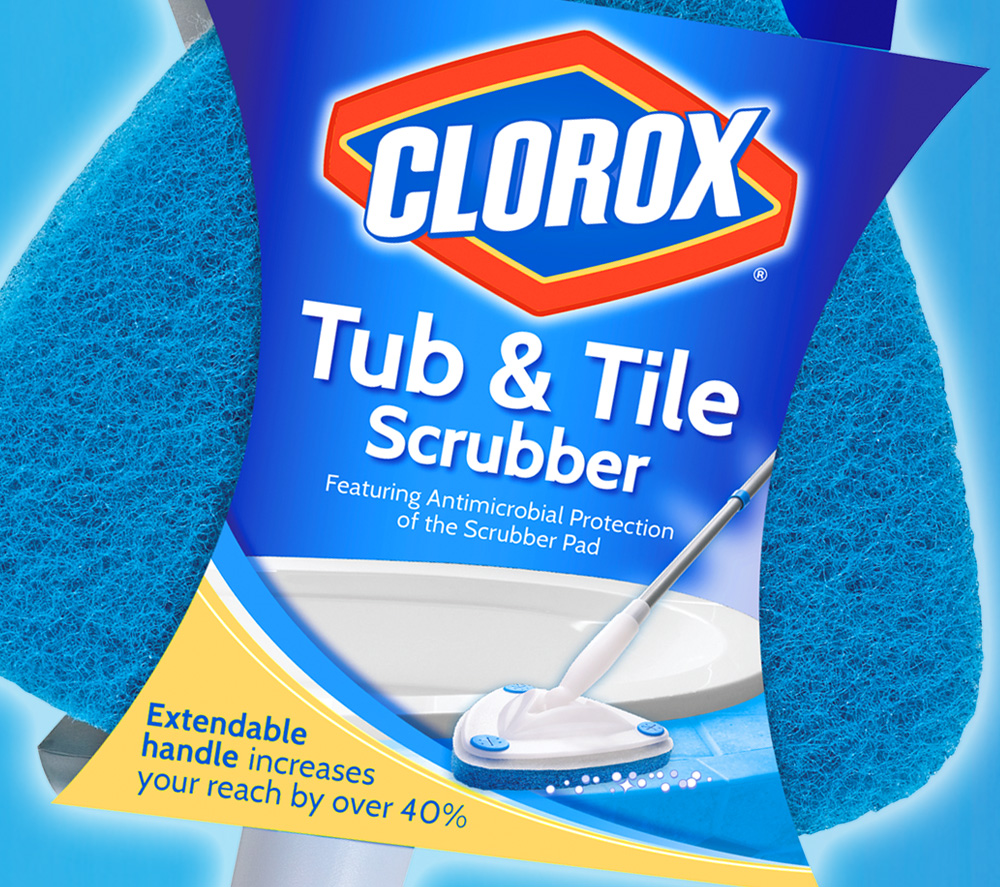 CLOROX®
Tub & Tile
Scrubber
Featuring Antimicrobial Protection
of the Scrubber Pad
Extendable
handle increases
your reach by over 40%